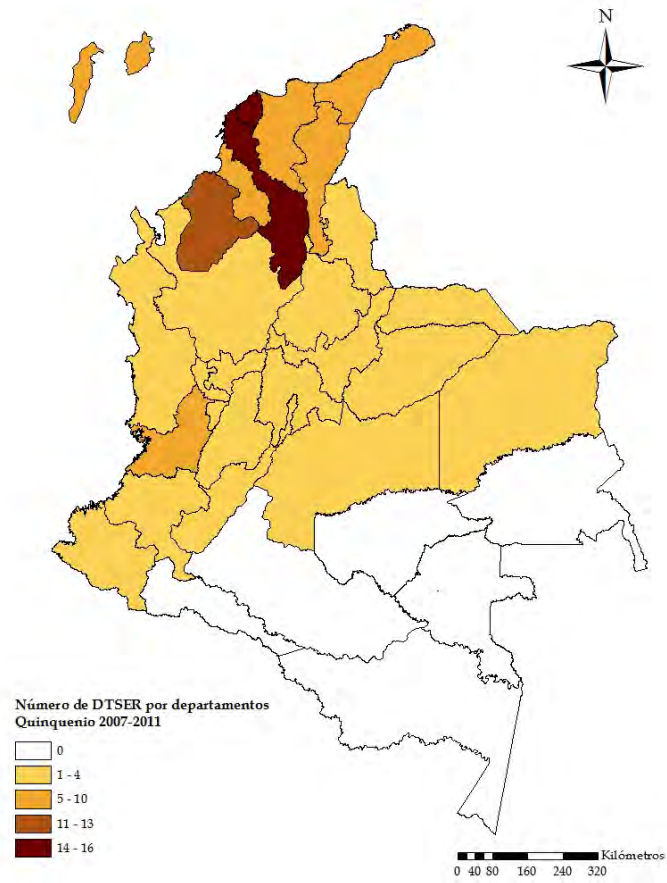 N
Número de DTSER por departamentos
Quinquenio 2007-2011
0
1 - 4
5 - 10
11 - 13
14 - 16
Kilómetros
0 40 80 160 240 320